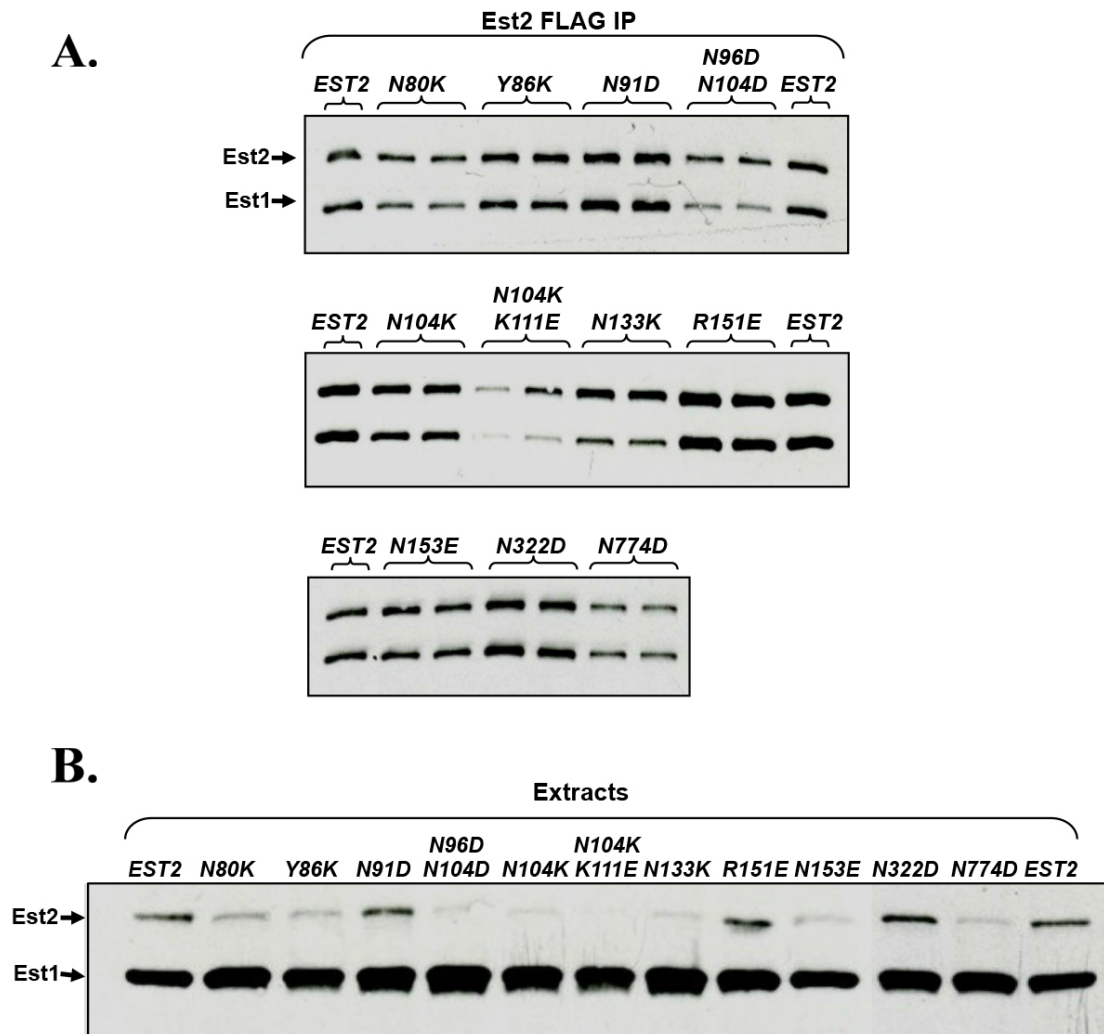 A.
Est2 FLAG IP
N96D
EST2 N80K Y86K N91D N104D EST2
Est2
Est1
N104K
EST2 N104K K111E N133K R151E EST2
EST2 N153E N322D N774D
B.
Extracts
N96D N104K
EST2 N80K Y86K N91D N104D N104K K111E N133K R151E N153E N322D N774D EST2
Est2
Est1